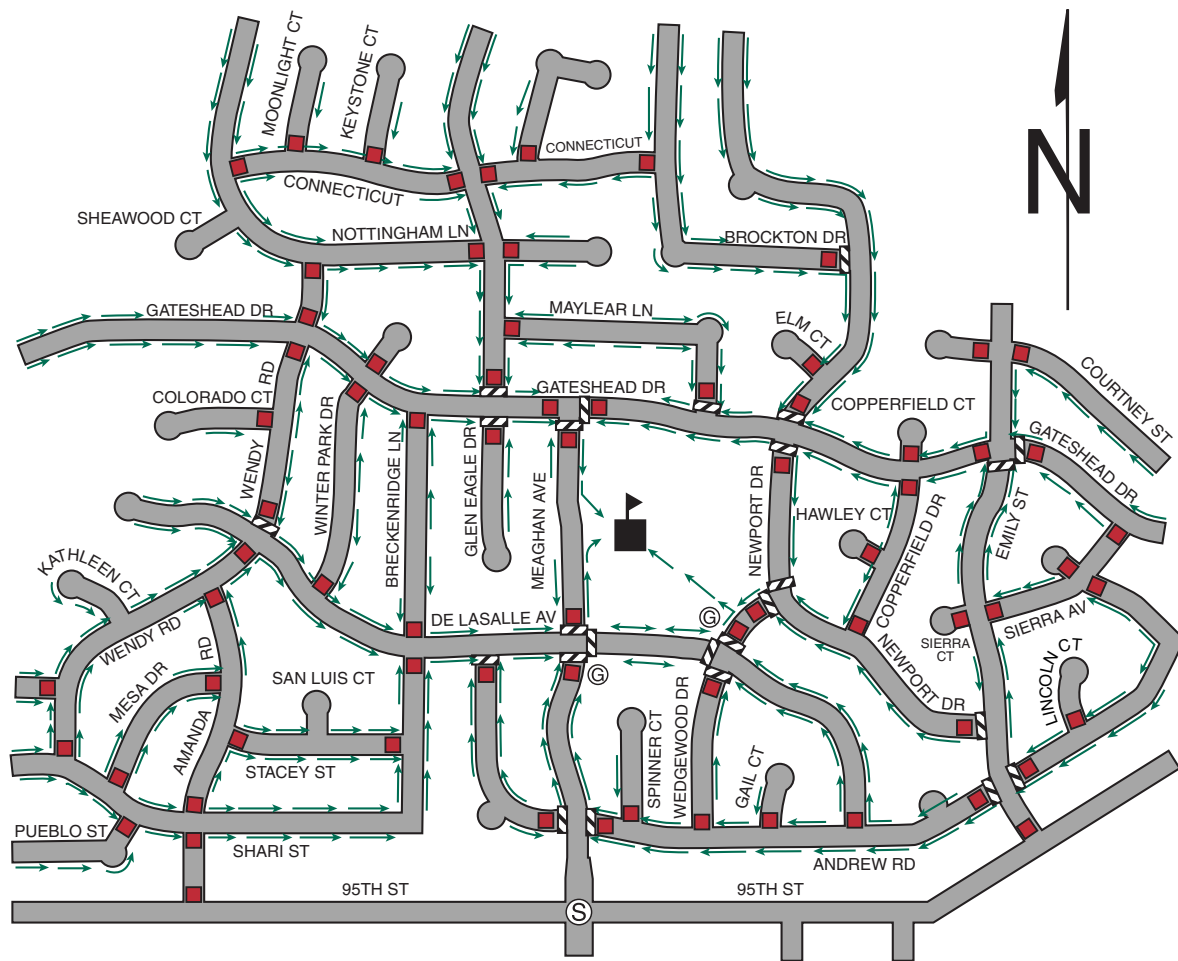 MOONLIGHT CT
KEYSTONE CT
CONNECTICUT
CONNECTICUT
N
SHEAWOOD CT
NOTTINGHAM LN
BROCKTON DR
GATESHEAD DR
MAYLEAR LN
ELM CT
COURTNEY ST
COLORADO CT
WENDY RD
WINTER PARK DR
BRECKENRIDGE LN
GATESHEAD DR
GLEN EAGLE DR
MEAGHAN AVE
COPPERFIELD CT
GATESHEAD DR
NEWPORT DR
HAWLEY CT
COPPERFIELD DR
EMILY ST
KATHLEEN CT
WENDY RD
DE LASALLE AV
G
G
SIERRA AV
SIERRA
CT
NEWPORT DR
LINCOLN CT
MESA DR
AMANDA RD
SAN LUIS CT
STACEY ST
SPINNER CT
WEDGEWOOD DR
GAIL CT
PUEBLO ST
SHARI ST
ANDREW RD
95TH ST
S
95TH ST